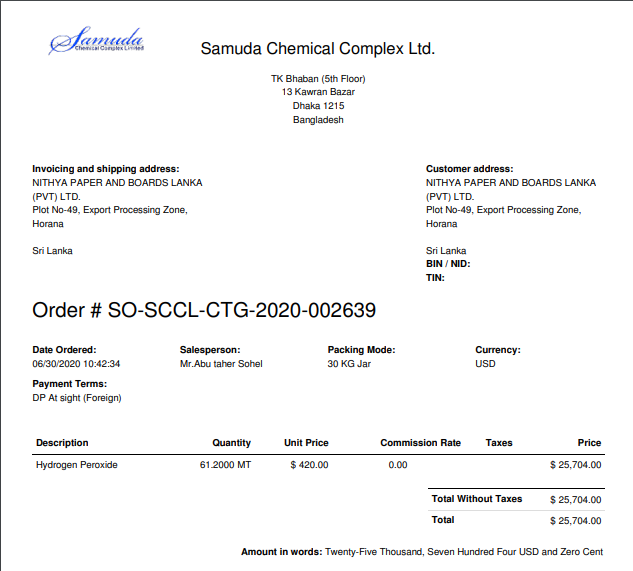 Samuda
Chemical Complex Limited
Samuda Chemical Complex Ltd.
TK Bhaban (5th Floor)
13 Kawran Bazar
Dhaka 1215
Bangladesh
Invoicing and shipping address:
NITHYA PAPER AND BOARDS LANKA
(PVT) LTD.
Plot No-49, Export Processing Zone,
Horana
Sri Lanka
Customer address:
NITHYA PAPER AND BOARDS LANKA
(PVT) LTD.
Plot No-49, Export Processing Zone,
Horana
Sri Lanka
BIN / NID:
TIN:
Order # SO-SCCL-CTG-2020-002639
Date Ordered: Salesperson: Packing Mode: Currency:
06/30/2020 10:42:34 Mr.Abu taher Sohel 30 KG Jar USD
Payment Terms:
DP At sight (Foreign)
Description Quantity Unit Price Commission Rate Taxes Price
Hydrogen Peroxide 61.2000 MT $ 420.00 0.00 $ 25,704.00
Total Without Taxes $ 25,704.00
Total $ 25,704.00
Amount in words: Twenty-Five Thousand, Seven Hundred Four USD and Zero Cent